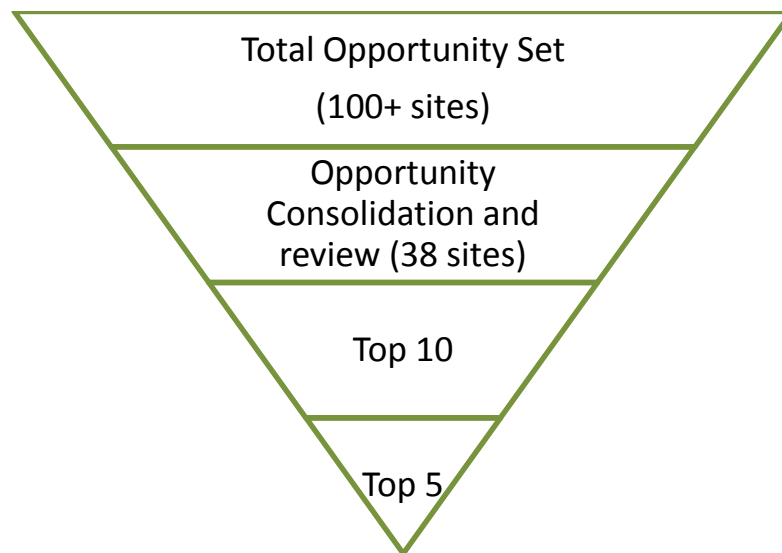 Total Opportunity Set
(100+ sites)
Opportunity
Consolidation and
review (38 sites)
Top 10
Top 5